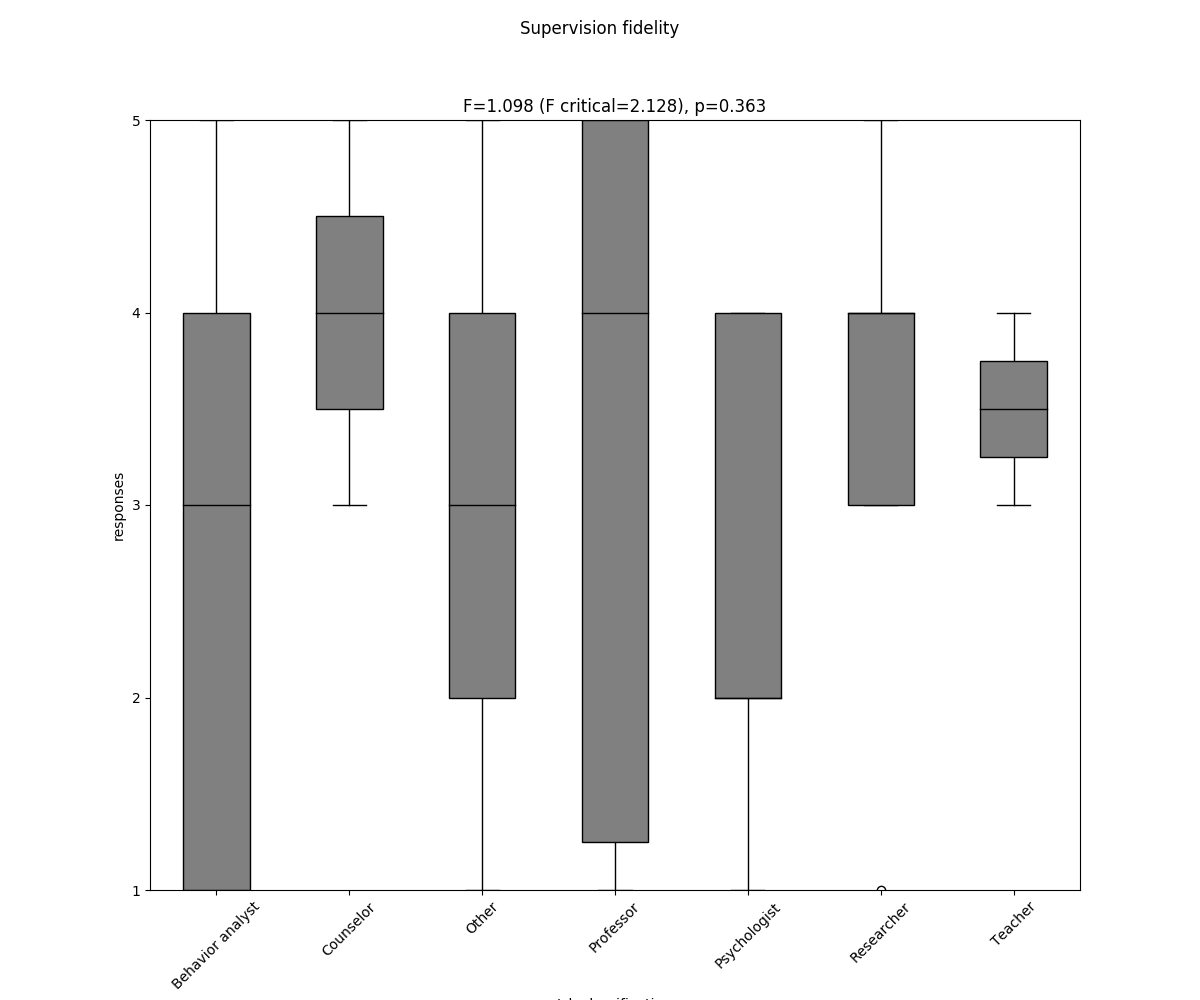 Supervision fidelity
F=1.098 (F critical=2.128), p=0.363
5
4
3
2
1
responses
Behavior analyst
Counselor
Other
Professor
Psychologist
Researcher
Teacher